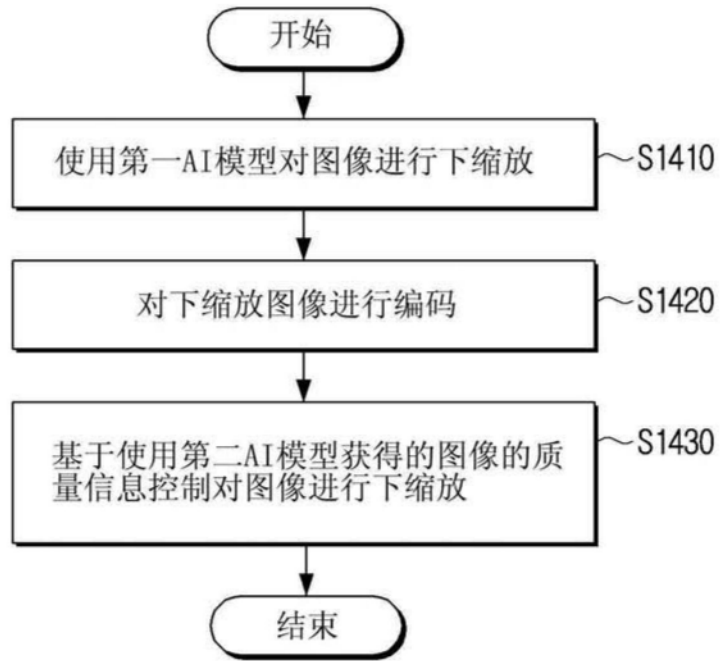 开始
使用第一AI模型对图像进行下缩放
S1410
对下缩放图像进行编码
S1420
基于使用第二AI模型获得的图像的质
量信息控制对图像进行下缩放
S1430
结束